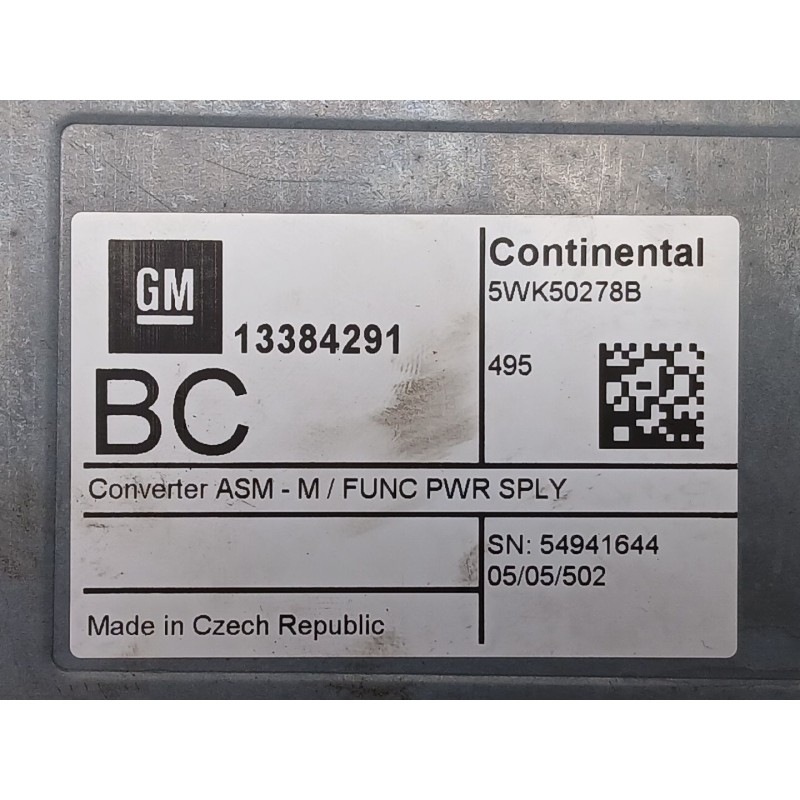 GM
13384291
BC
Continental
5WK50278B
495
Converter ASM - M / FUNC PWR SPLY
SN: 54941644
05/05/502
Made in Czech Republic